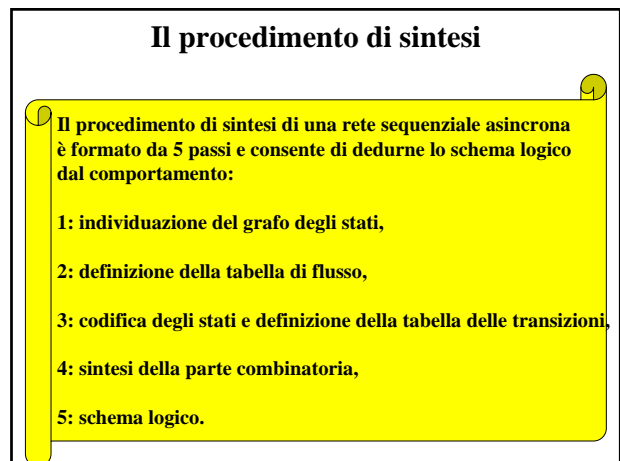 Il procedimento di sintesi
Il procedimento di sintesi di una rete sequenziale asincrona
è formato da 5 passi e consente di dedurne lo schema logico
dal comportamento:
1: individuazione del grafo degli stati,
2: definizione della tabella di flusso,
3: codifica degli stati e definizione della tabella delle transizioni,
4: sintesi della parte combinatoria,
5: schema logico.